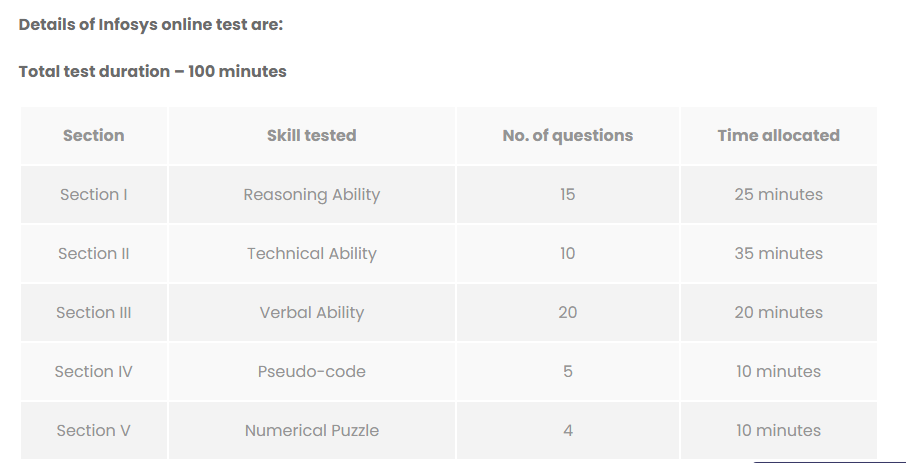 Details of Infosys online test are:
Total test duration – 100 minutes
Section Skill tested No. of questions Time allocated
Section I Reasoning Ability 15 25 minutes
Section II Technical Ability 10 35 minutes
Section III Verbal Ability 20 20 minutes
Section IV Pseudo-code 5 10 minutes
Section V Numerical Puzzle 4 10 minutes